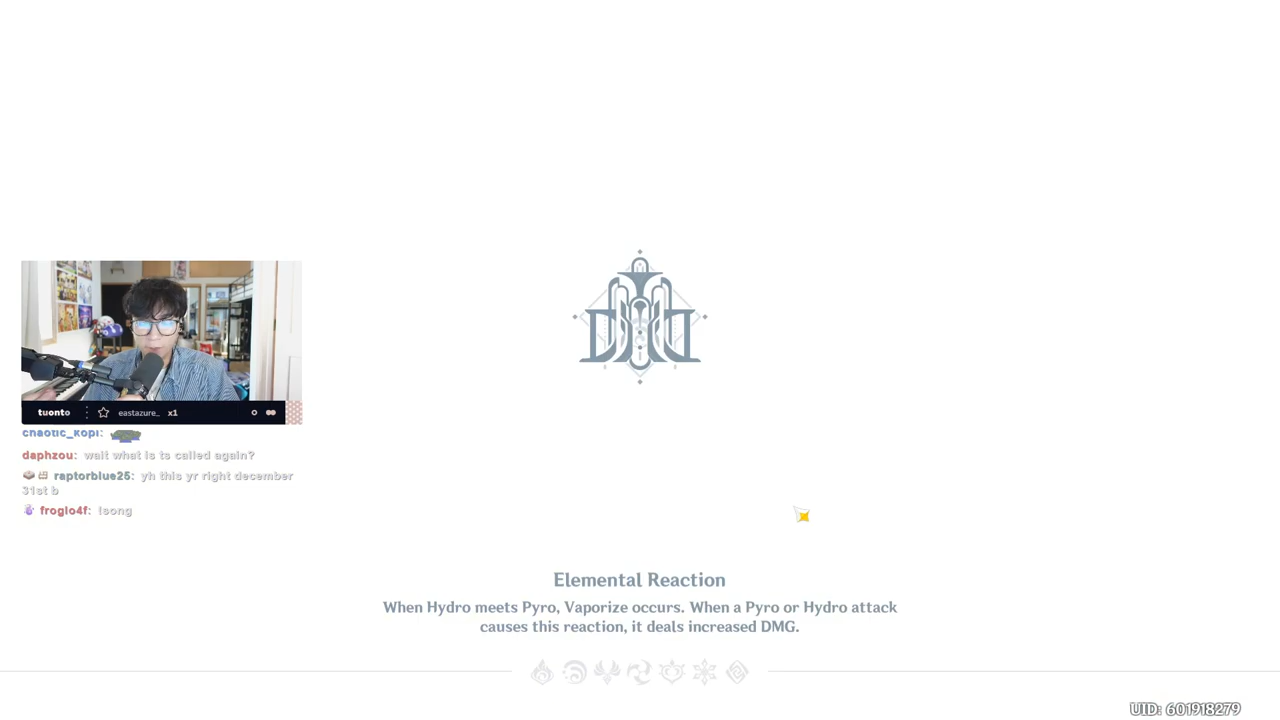 tuonto
eastazure_ x1
chaotic_kopi:
daphzou: wait what is ts called again?
raptorblue25: yh this yr right december
31st b
froglo4f: !song
Elemental Reaction
When Hydro meets Pyro, Vaporize occurs. When a Pyro or Hydro attack
causes this reaction, it deals increased DMG.
UID: 601918279